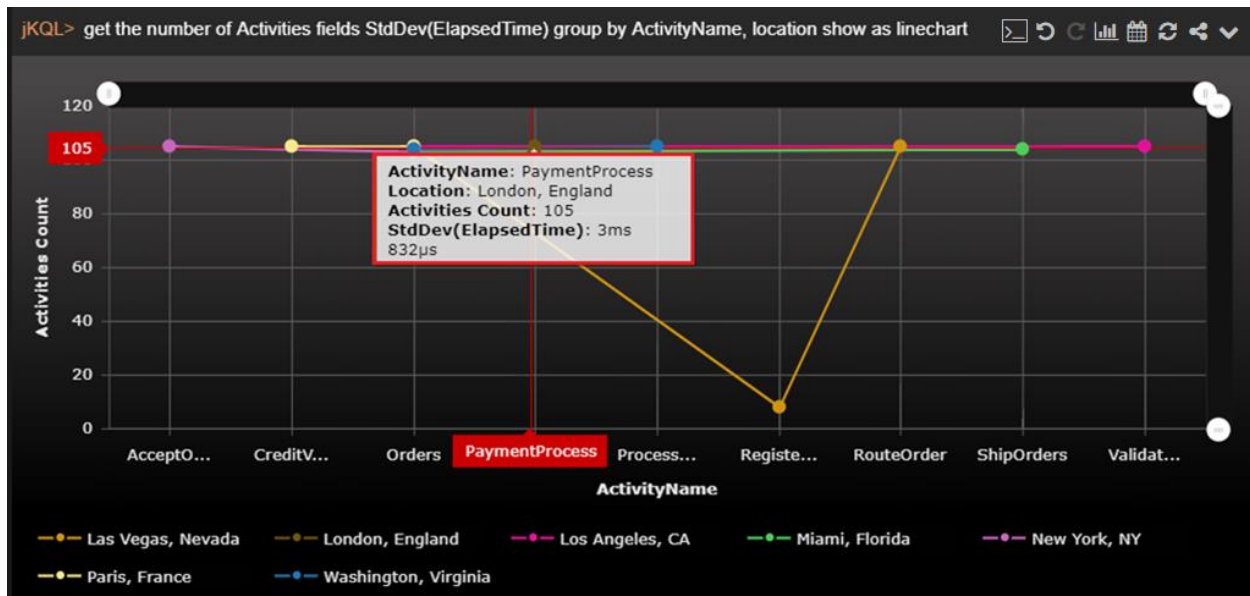 jKQL> get the number of Activities fields StdDev(ElapsedTime) group by ActivityName, location show as linechart
120
105
80
60
40
20
0
Activities Count
ActivityName: PaymentProcess
Location: London, England
Activities Count: 105
StdDev(ElapsedTime): 3ms
832µs
AcceptO... CreditV... Orders PaymentProcess Process... Registe... RouteOrder ShipOrders Validat...
ActivityName
Las Vegas, Nevada London, England Los Angeles, CA Miami, Florida New York, NY
Paris, France Washington, Virginia